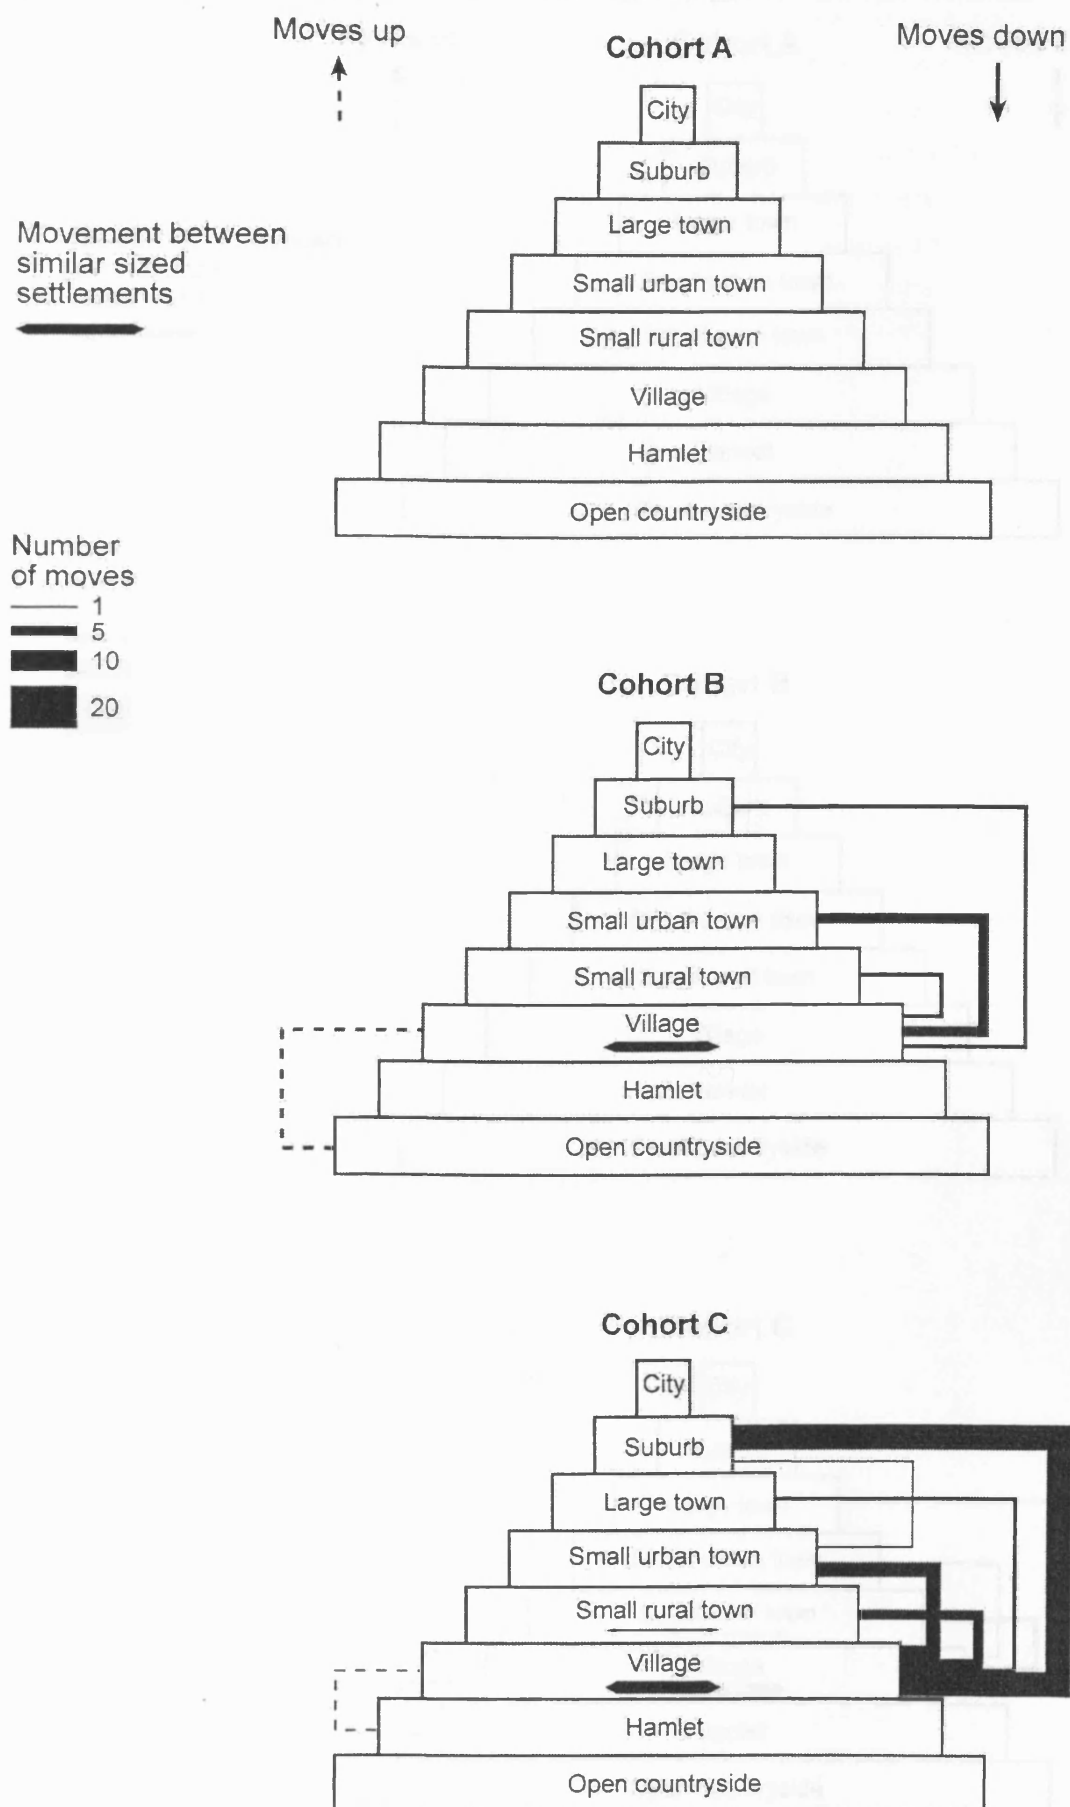 Moves up
Cohort A
Moves down
City
Suburb
Large town
Small urban town
Small rural town
Village
Hamlet
Open countryside
Movement between
similar sized
settlements
Number
of moves
1
5
10
20
Cohort B
City
Suburb
Large town
Small urban town
Small rural town
Village
Hamlet
Open countryside
Cohort C
City
Suburb
Large town
Small urban town
Small rural town
Village
Hamlet
Open countryside